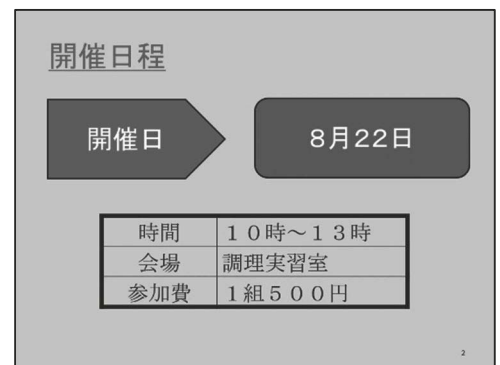 開催日程
開催日
8月22日
時間 10時～13時
会場 調理実習室
参加費 1組500円
2